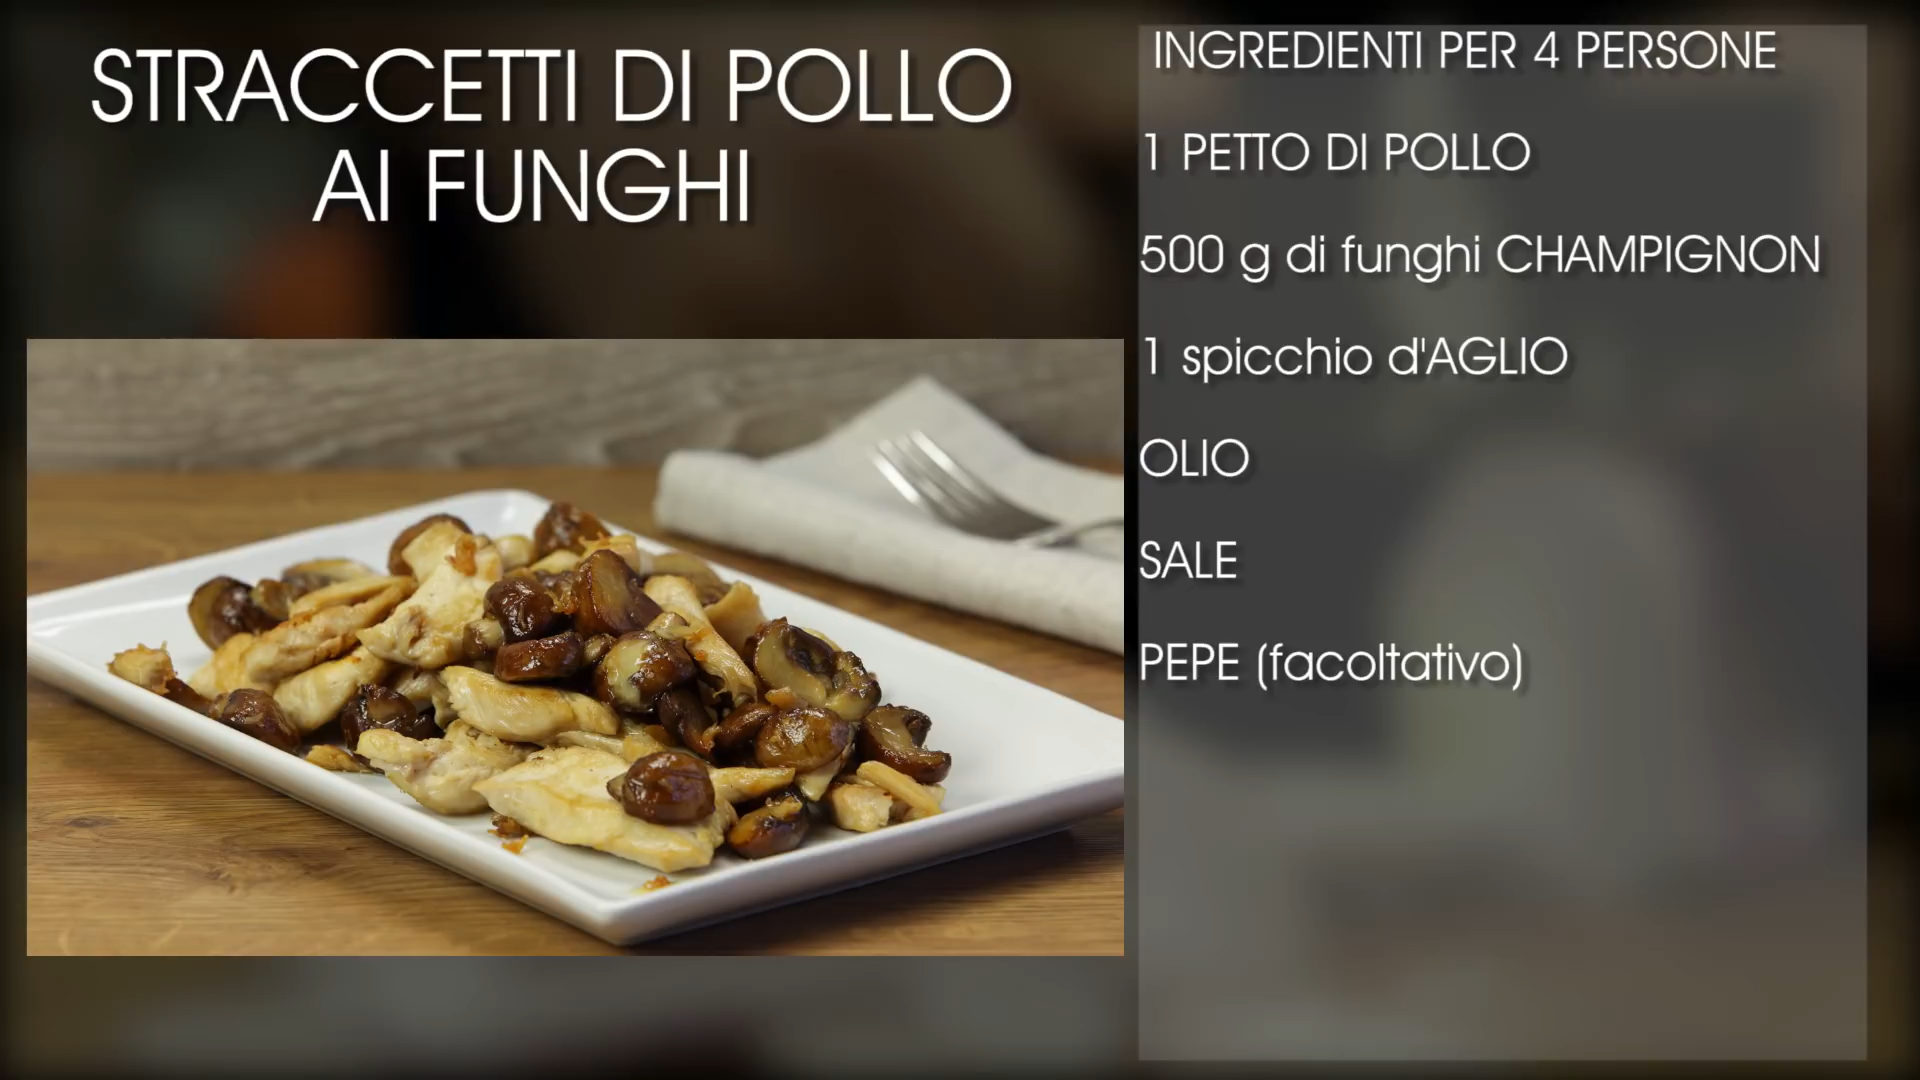 STRACCETTI DI POLLO
AI FUNGHI
INGREDIENTI PER 4 PERSONE
1 PETTO DI POLLO
500 g di funghi CHAMPIGNON
1 spicchio d'AGLIO
OLIO
SALE
PEPE (facoltativo)